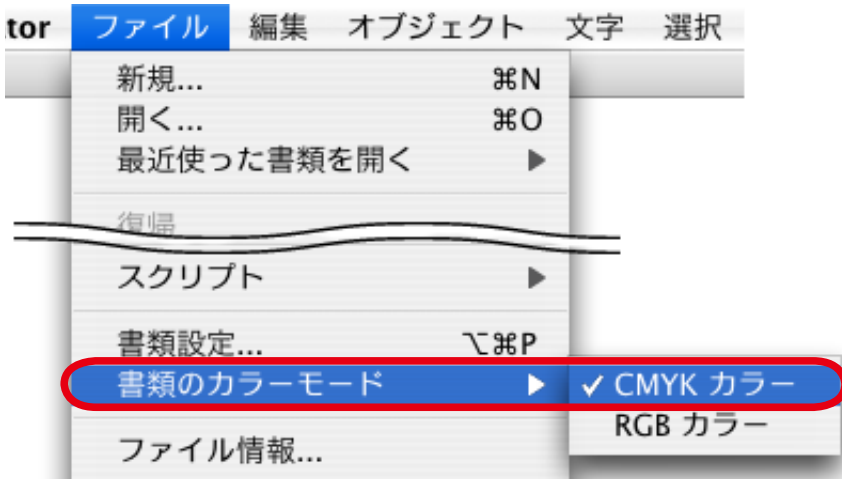 tor ファイル 編集 オブジェクト 文字 選択
新規... ⌘N
開く... ⌘O
最近使った書類を開く ▶
復帰
スクリプト ▶
書類設定... ⌥⌘P
書類のカラーモード ▶ ✓ CMYK カラー
RGB カラー
ファイル情報...